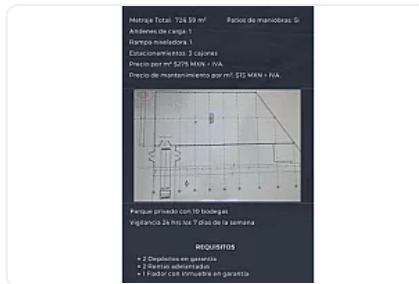 Metraje Total: 726.59 m² Patios de maniobras: Si
Andenes de carga: 1
Rampa niveladora: 1
Estacionamientos: 3 cajones
Precio por m² $275 MXN + IVA.
Precio de mantenimiento por m²: $15 MXN + IVA.
Parque privado con 10 bodegas
Vigilancia 24 hrs los 7 días de la semana
REQUISITOS
• 2 Depósitos en garantía
• 2 Rentas adelantadas
• 1 Fiador con inmueble en garantía